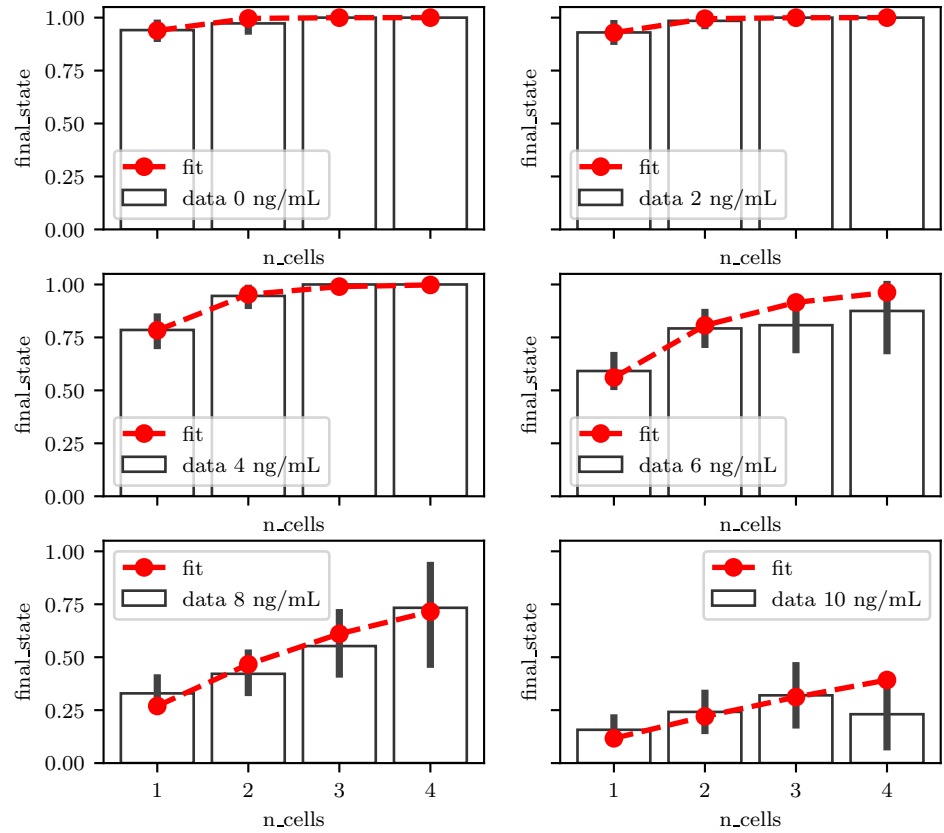 1.00
0.75
0.50
0.25
0.00
final_state
fit
data 0 ng/mL
n_cells
final_state
fit
data 2 ng/mL
n_cells
1.00
0.75
0.50
0.25
0.00
final_state
fit
data 4 ng/mL
n_cells
final_state
fit
data 6 ng/mL
n_cells
1.00
0.75
0.50
0.25
0.00
final_state
fit
data 8 ng/mL
1 2 3 4
n_cells
final_state
fit
data 10 ng/mL
1 2 3 4
n_cells